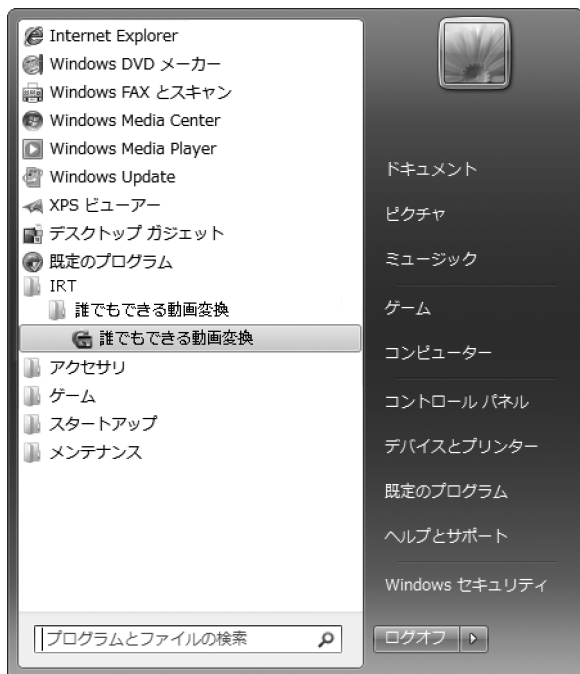 Internet Explorer
Windows DVD メーカー
Windows FAX とスキャン
Windows Media Center
Windows Media Player
Windows Update
XPS ビューアー
デスクトップ ガジェット
既定のプログラム
IRT
誰でもできる動画変換
誰でもできる動画変換
アクセサリ
ゲーム
スタートアップ
メンテナンス
プログラムとファイルの検索
ドキュメント
ピクチャ
ミュージック
ゲーム
コンピューター
コントロール パネル
デバイスとプリンター
既定のプログラム
ヘルプとサポート
Windows セキュリティ
ログオフ